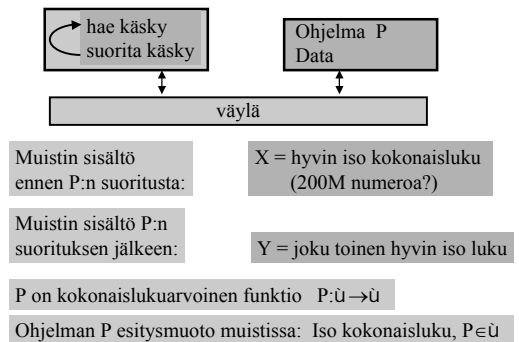 hae käsky
suorita käsky
Ohjelma P
Data
väylä
Muistin sisältö
ennen P:n suoritusta:
X = hyvin iso kokonaisluku
(200M numeroa?)
Muistin sisältö P:n
suorituksen jälkeen:
Y = joku toinen hyvin iso luku
P on kokonaislukuarvoinen funktio P:ù→ù
Ohjelman P esitysmuoto muistissa: Iso kokonaisluku, P∈ù